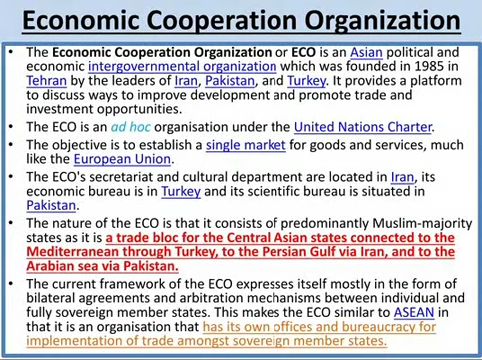 Economic Cooperation Organization
• The Economic Cooperation Organization or ECO is an Asian political and
economic intergovernmental organization which was founded in 1985 in
Tehran by the leaders of Iran, Pakistan, and Turkey. It provides a platform
to discuss ways to improve development and promote trade and
investment opportunities.
• The ECO is an ad hoc organisation under the United Nations Charter.
• The objective is to establish a single market for goods and services, much
like the European Union.
• The ECO's secretariat and cultural department are located in Iran, its
economic bureau is in Turkey and its scientific bureau is situated in
Pakistan.
• The nature of the ECO is that it consists of predominantly Muslim-majority
states as it is a trade bloc for the Central Asian states connected to the
Mediterranean through Turkey, to the Persian Gulf via Iran, and to the
Arabian sea via Pakistan.
• The current framework of the ECO expresses itself mostly in the form of
bilateral agreements and arbitration mechanisms between individual and
fully sovereign member states. This makes the ECO similar to ASEAN in
that it is an organisation that has its own offices and bureaucracy for
implementation of trade amongst sovereign member states.